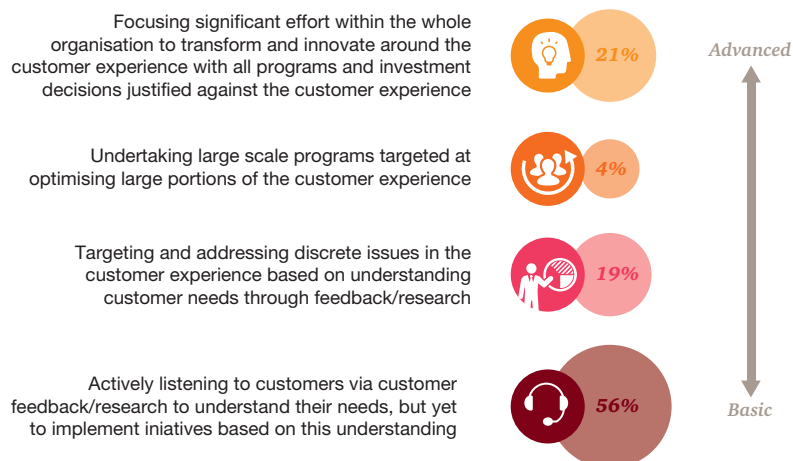 Focusing significant effort within the whole
organisation to transform and innovate around the
customer experience with all programs and investment
decisions justified against the customer experience
21%
Advanced
Undertaking large scale programs targeted at
optimising large portions of the customer experience
4%
Targeting and addressing discrete issues in the
customer experience based on understanding
customer needs through feedback/research
19%
Actively listening to customers via customer
feedback/research to understand their needs, but yet
to implement iniatives based on this understanding
56%
Basic